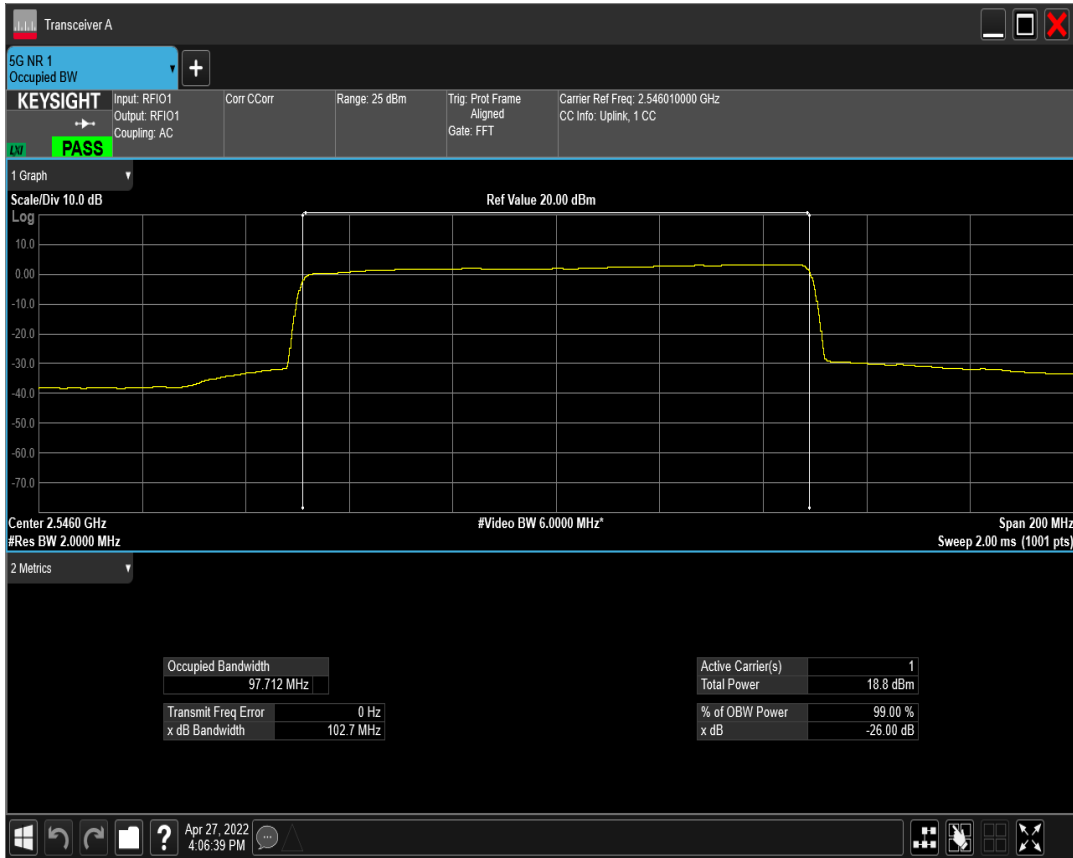 Transceiver A
5G NR 1
Occupied BW
KEYSIGHT
LXI
PASS
Input: RFIO1
Output: RFIO1
Coupling: AC
Corr CCorr
Range: 25 dBm
Trig: Prot Frame
Aligned
Gate: FFT
Carrier Ref Freq: 2.546010000 GHz
CC Info: Uplink, 1 CC
1 Graph
Scale/Div 10.0 dB
Ref Value 20.00 dBm
Log
10.0
0.00
-10.0
-20.0
-30.0
-40.0
-50.0
-60.0
-70.0
Center 2.5460 GHz
#Video BW 6.0000 MHz*
Span 200 MHz
#Res BW 2.0000 MHz
Sweep 2.00 ms (1001 pts)
2 Metrics
Occupied Bandwidth
97.712 MHz
Transmit Freq Error 0 Hz
x dB Bandwidth 102.7 MHz
Active Carrier(s) 1
Total Power 18.8 dBm
% of OBW Power 99.00 %
x dB -26.00 dB
?
Apr 27, 2022
4:06:39 PM